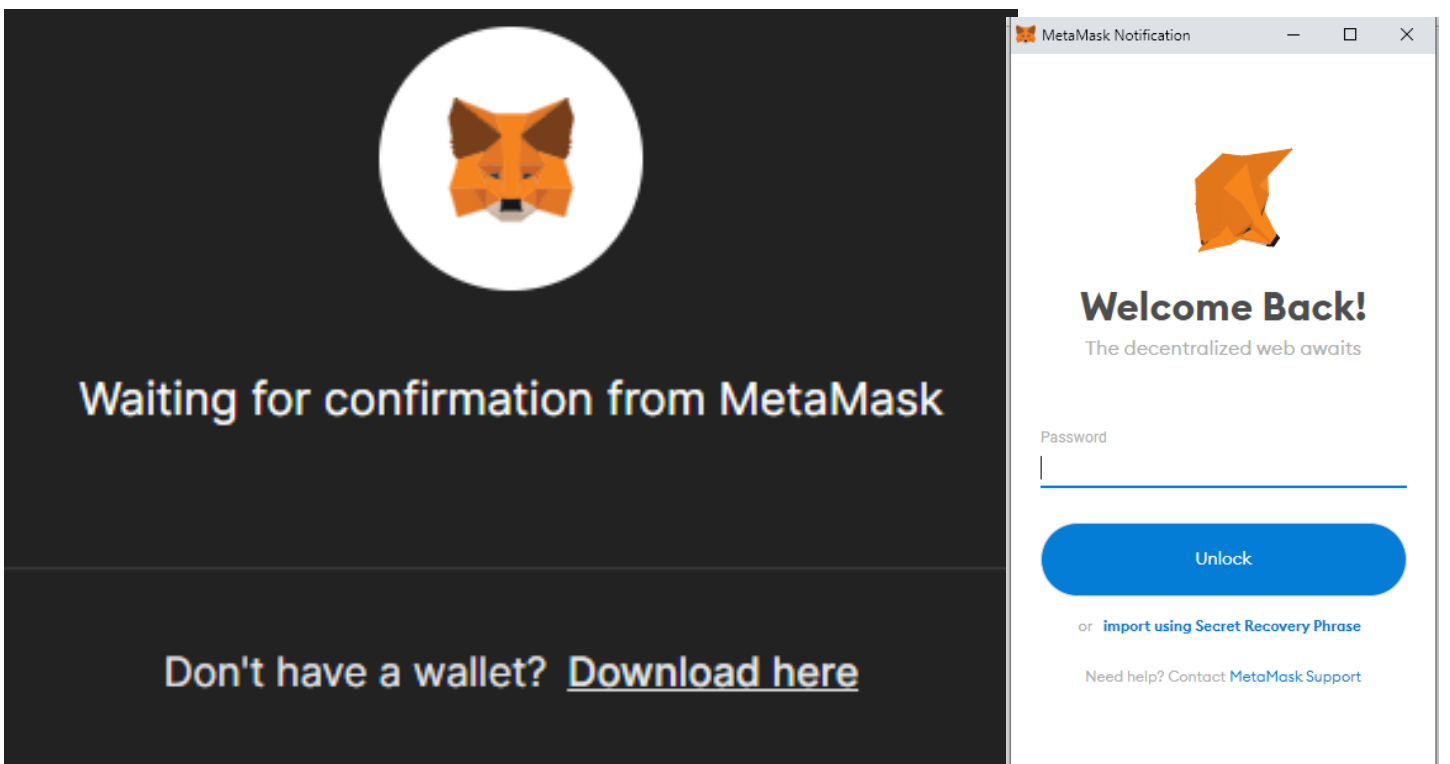 Waiting for confirmation from MetaMask
Don't have a wallet? Download here
MetaMask Notification
Welcome Back!
The decentralized web awaits
Password
Unlock
or import using Secret Recovery Phrase
Need help? Contact MetaMask Support